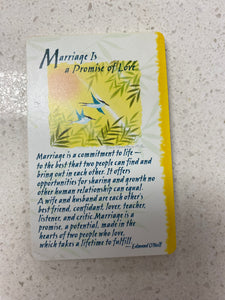 Marriage Is
a Promise of Love
Marriage is a commitment to life —
to the best that two people can find and
bring out in each other. It offers
opportunities for sharing and growth no
other human relationship can equal.
A wife and husband are each other's
best friend, confidant, lover, teacher,
listener, and critic. Marriage is a
promise, a potential, made in the
hearts of two people who love,
which takes a lifetime to fulfill.
— Edmund O'Neill